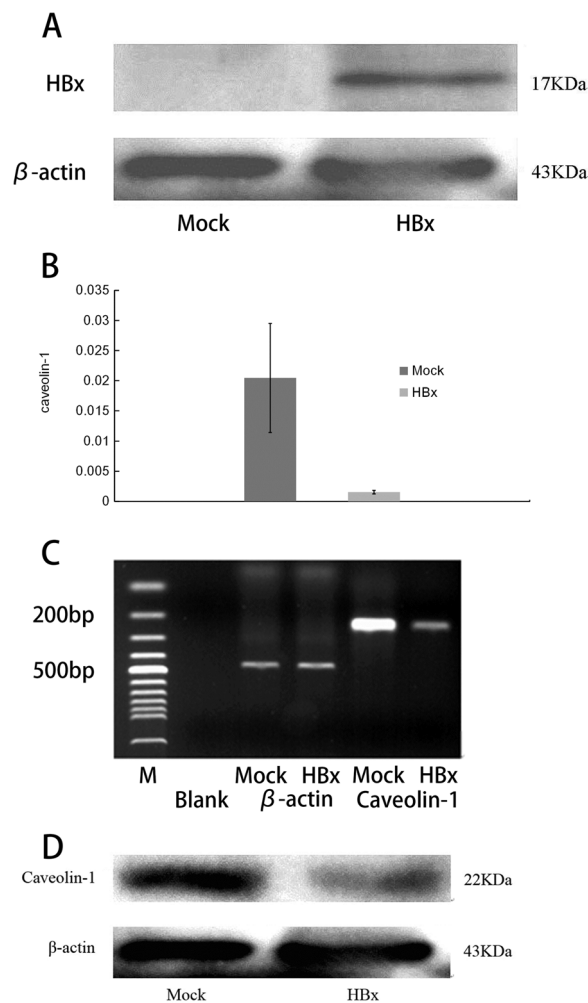 A
HBx 17KDa
β-actin 43KDa
Mock HBx
B
0.035
0.03
0.025
0.02
0.015
0.01
0.005
0
caveolin-1
Mock
HBx
C
200bp
500bp
M Mock HBx Mock HBx
Blank β-actin Caveolin-1
D
Caveolin-1 22KDa
β-actin 43KDa
Mock HBx